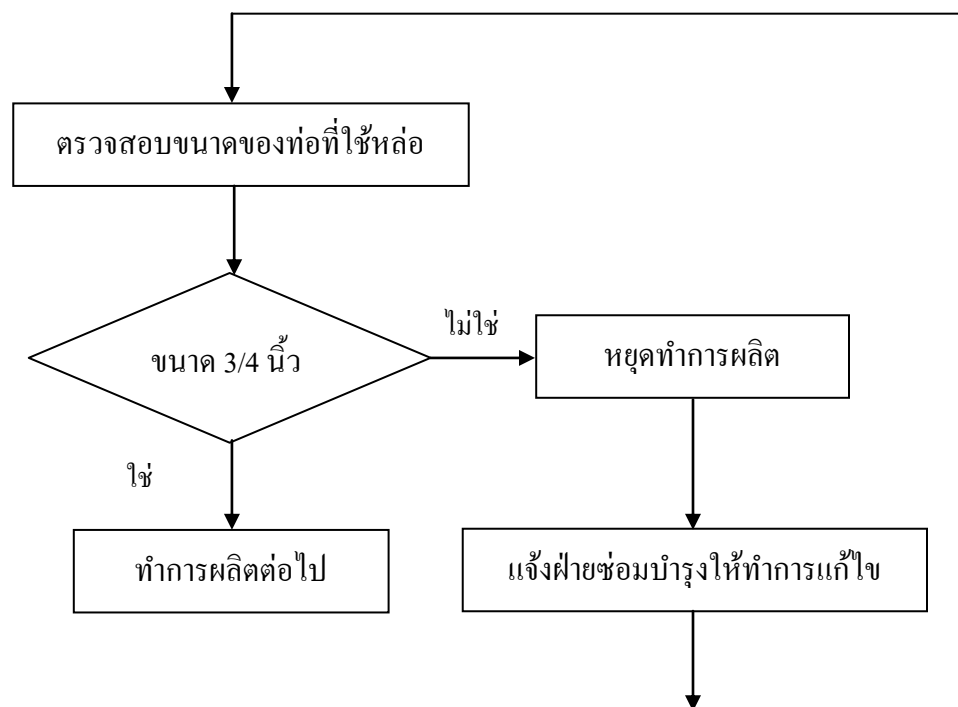 ตรวจสอบขนาดของท่อที่ใช้หล่อ
ขนาด 3/4 นิ้ว
ไม่ใช่
หยุดทำการผลิต
ใช่
ทำการผลิตต่อไป
แจ้งฝ่ายซ่อมบำรุงให้ทำการแก้ไข